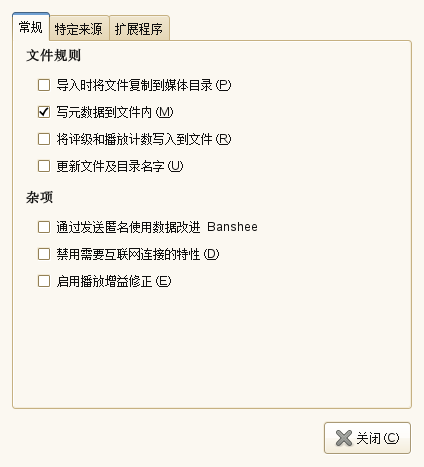 常规 特定来源 扩展程序
文件规则
导入时将文件复制到媒体目录(P)
写元数据到文件内(M)
将评级和播放计数写入到文件(R)
更新文件及目录名字(U)
杂项
通过发送匿名使用数据改进 Banshee
禁用需要互联网连接的特性(D)
启用播放增益修正(E)
关闭(C)